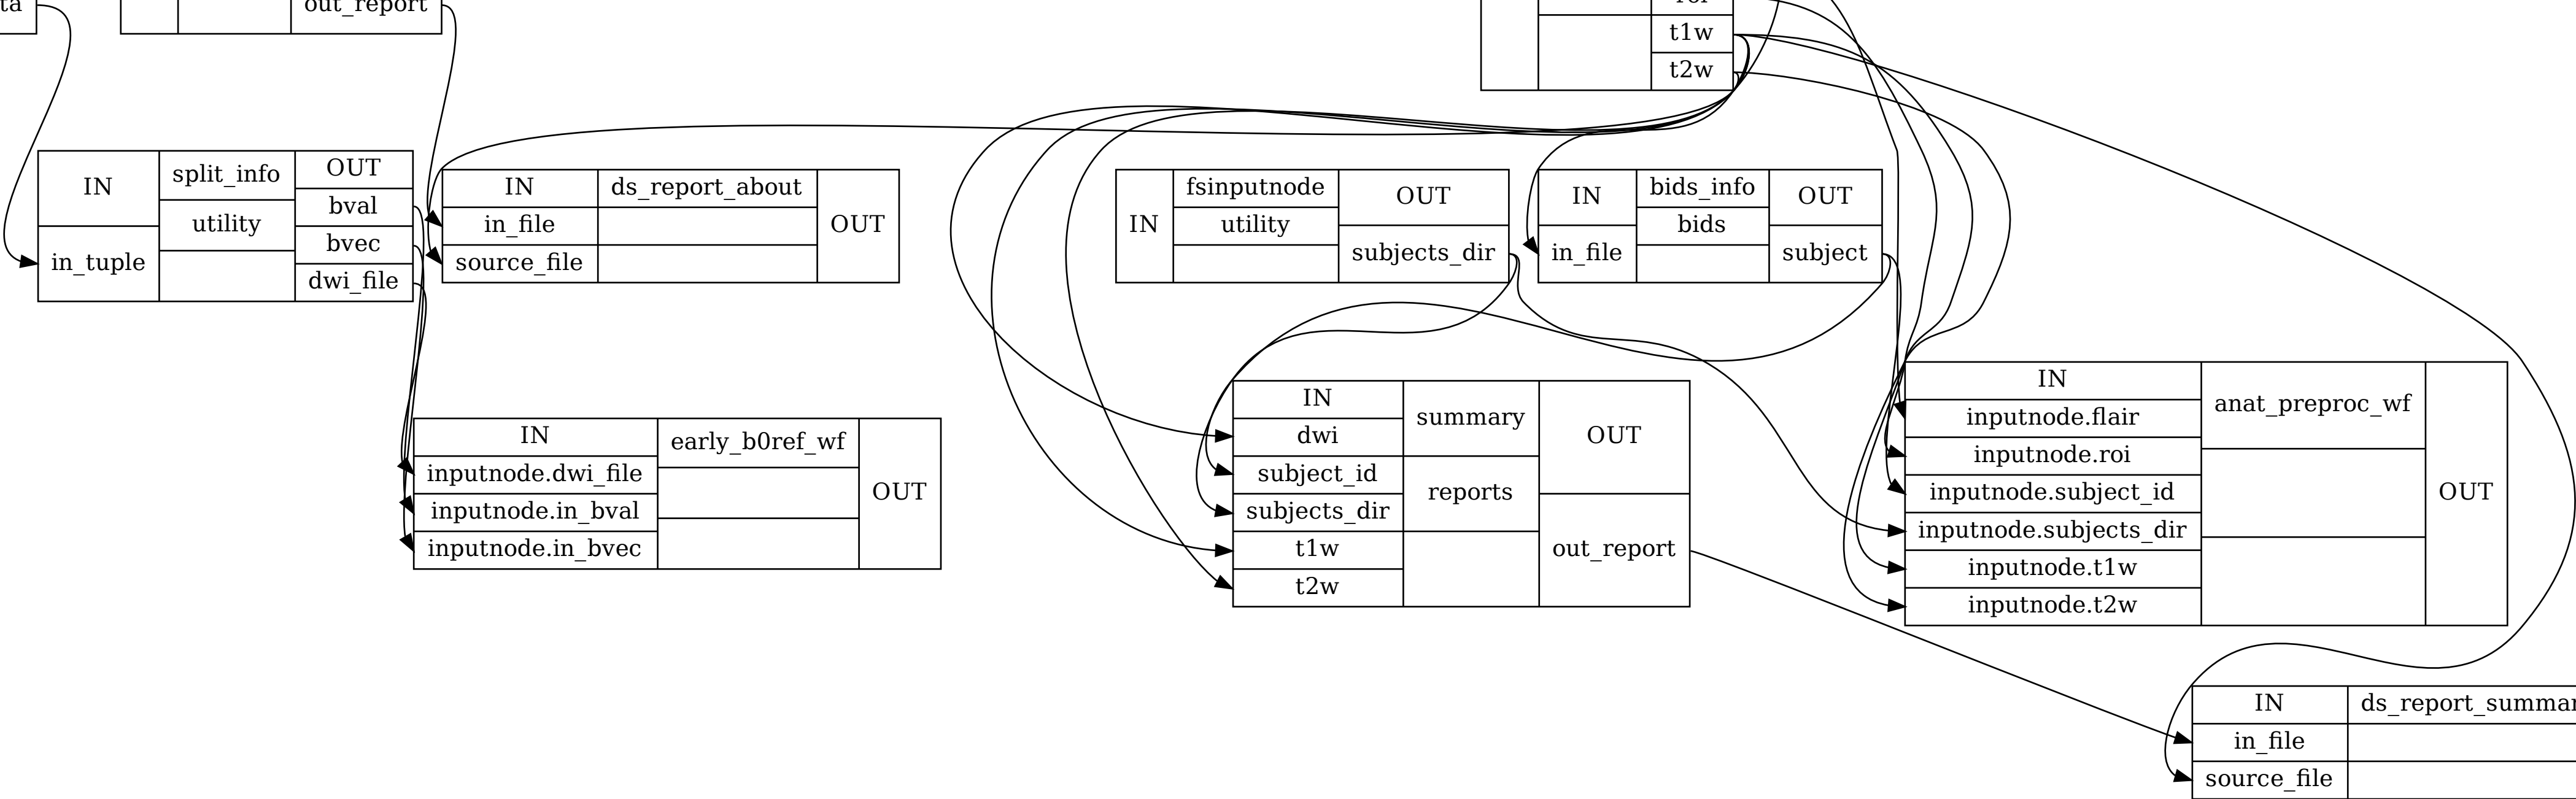 out_report
t1w
t2w
IN
in_tuple
split_info
utility
OUT
bval
bvec
dwi_file
IN
in_file
source_file
ds_report_about
OUT
IN
fsinputnode
utility
OUT
subjects_dir
IN
in_file
bids_info
bids
OUT
subject
IN
inputnode.dwi_file
inputnode.in_bval
inputnode.in_bvec
early_b0ref_wf
OUT
IN
dwi
subject_id
subjects_dir
t1w
t2w
summary
reports
OUT
out_report
IN
inputnode.flair
inputnode.roi
inputnode.subject_id
inputnode.subjects_dir
inputnode.t1w
inputnode.t2w
anat_preproc_wf
OUT
IN
in_file
source_file
ds_report_summar